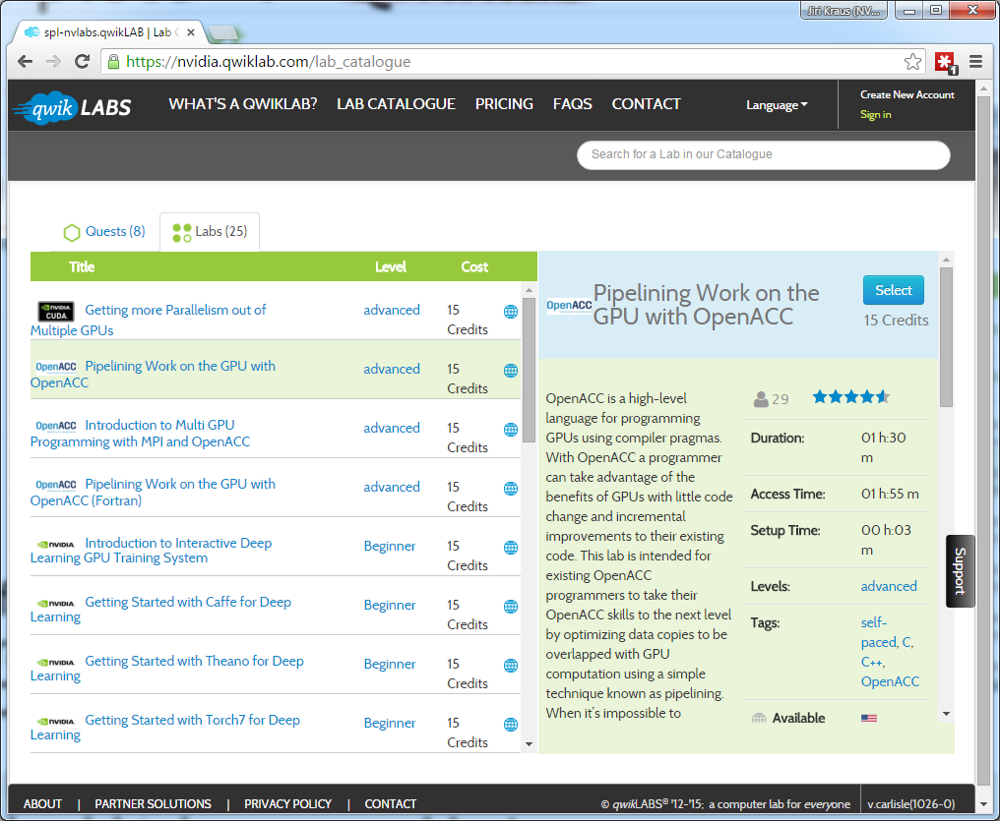 Jiri Kraus (NV...
spl-nvlabs.qwikLAB | Lab C
https://nvidia.qwiklab.com/lab_catalogue
1
qwikLABS
WHAT'S A QWIKLAB? LAB CATALOGUE PRICING FAQS CONTACT
Language
Create New Account
Sign in
Search for a Lab in our Catalogue
Quests (8)
Labs (25)
Title Level Cost
NVIDIA CUDA. Getting more Parallelism out of advanced 15
Multiple GPUs Credits
OpenACC Pipelining Work on the GPU with advanced 15
OpenACC Credits
OpenACC Introduction to Multi GPU advanced 15
Programming with MPI and OpenACC Credits
OpenACC Pipelining Work on the GPU with advanced 15
OpenACC (Fortran) Credits
NVIDIA Introduction to Interactive Deep Beginner 15
Learning GPU Training System Credits
NVIDIA Getting Started with Caffe for Deep Beginner 15
Learning Credits
NVIDIA Getting Started with Theano for Deep Beginner 15
Learning Credits
NVIDIA Getting Started with Torch7 for Deep Beginner 15
Learning Credits
OpenACC Pipelining Work on the
GPU with OpenACC
Select
15 Credits
OpenACC is a high-level
language for programming
GPUs using compiler pragmas.
With OpenACC a programmer
can take advantage of the
benefits of GPUs with little code
change and incremental
improvements to their existing
code. This lab is intended for
existing OpenACC
programmers to take their
OpenACC skills to the next level
by optimizing data copies to be
overlapped with GPU
computation using a simple
technique known as pipelining.
When it's impossible to
29
Duration: 01 h:30
m
Access Time: 01 h:55 m
Setup Time: 00 h:03
m
Levels: advanced
Tags: self-
paced, C,
C++,
OpenACC
Available
Support
ABOUT | PARTNER SOLUTIONS | PRIVACY POLICY | CONTACT
© qwikLABS® '12-'15; a computer lab for everyone
v.carlisle(1026-0)